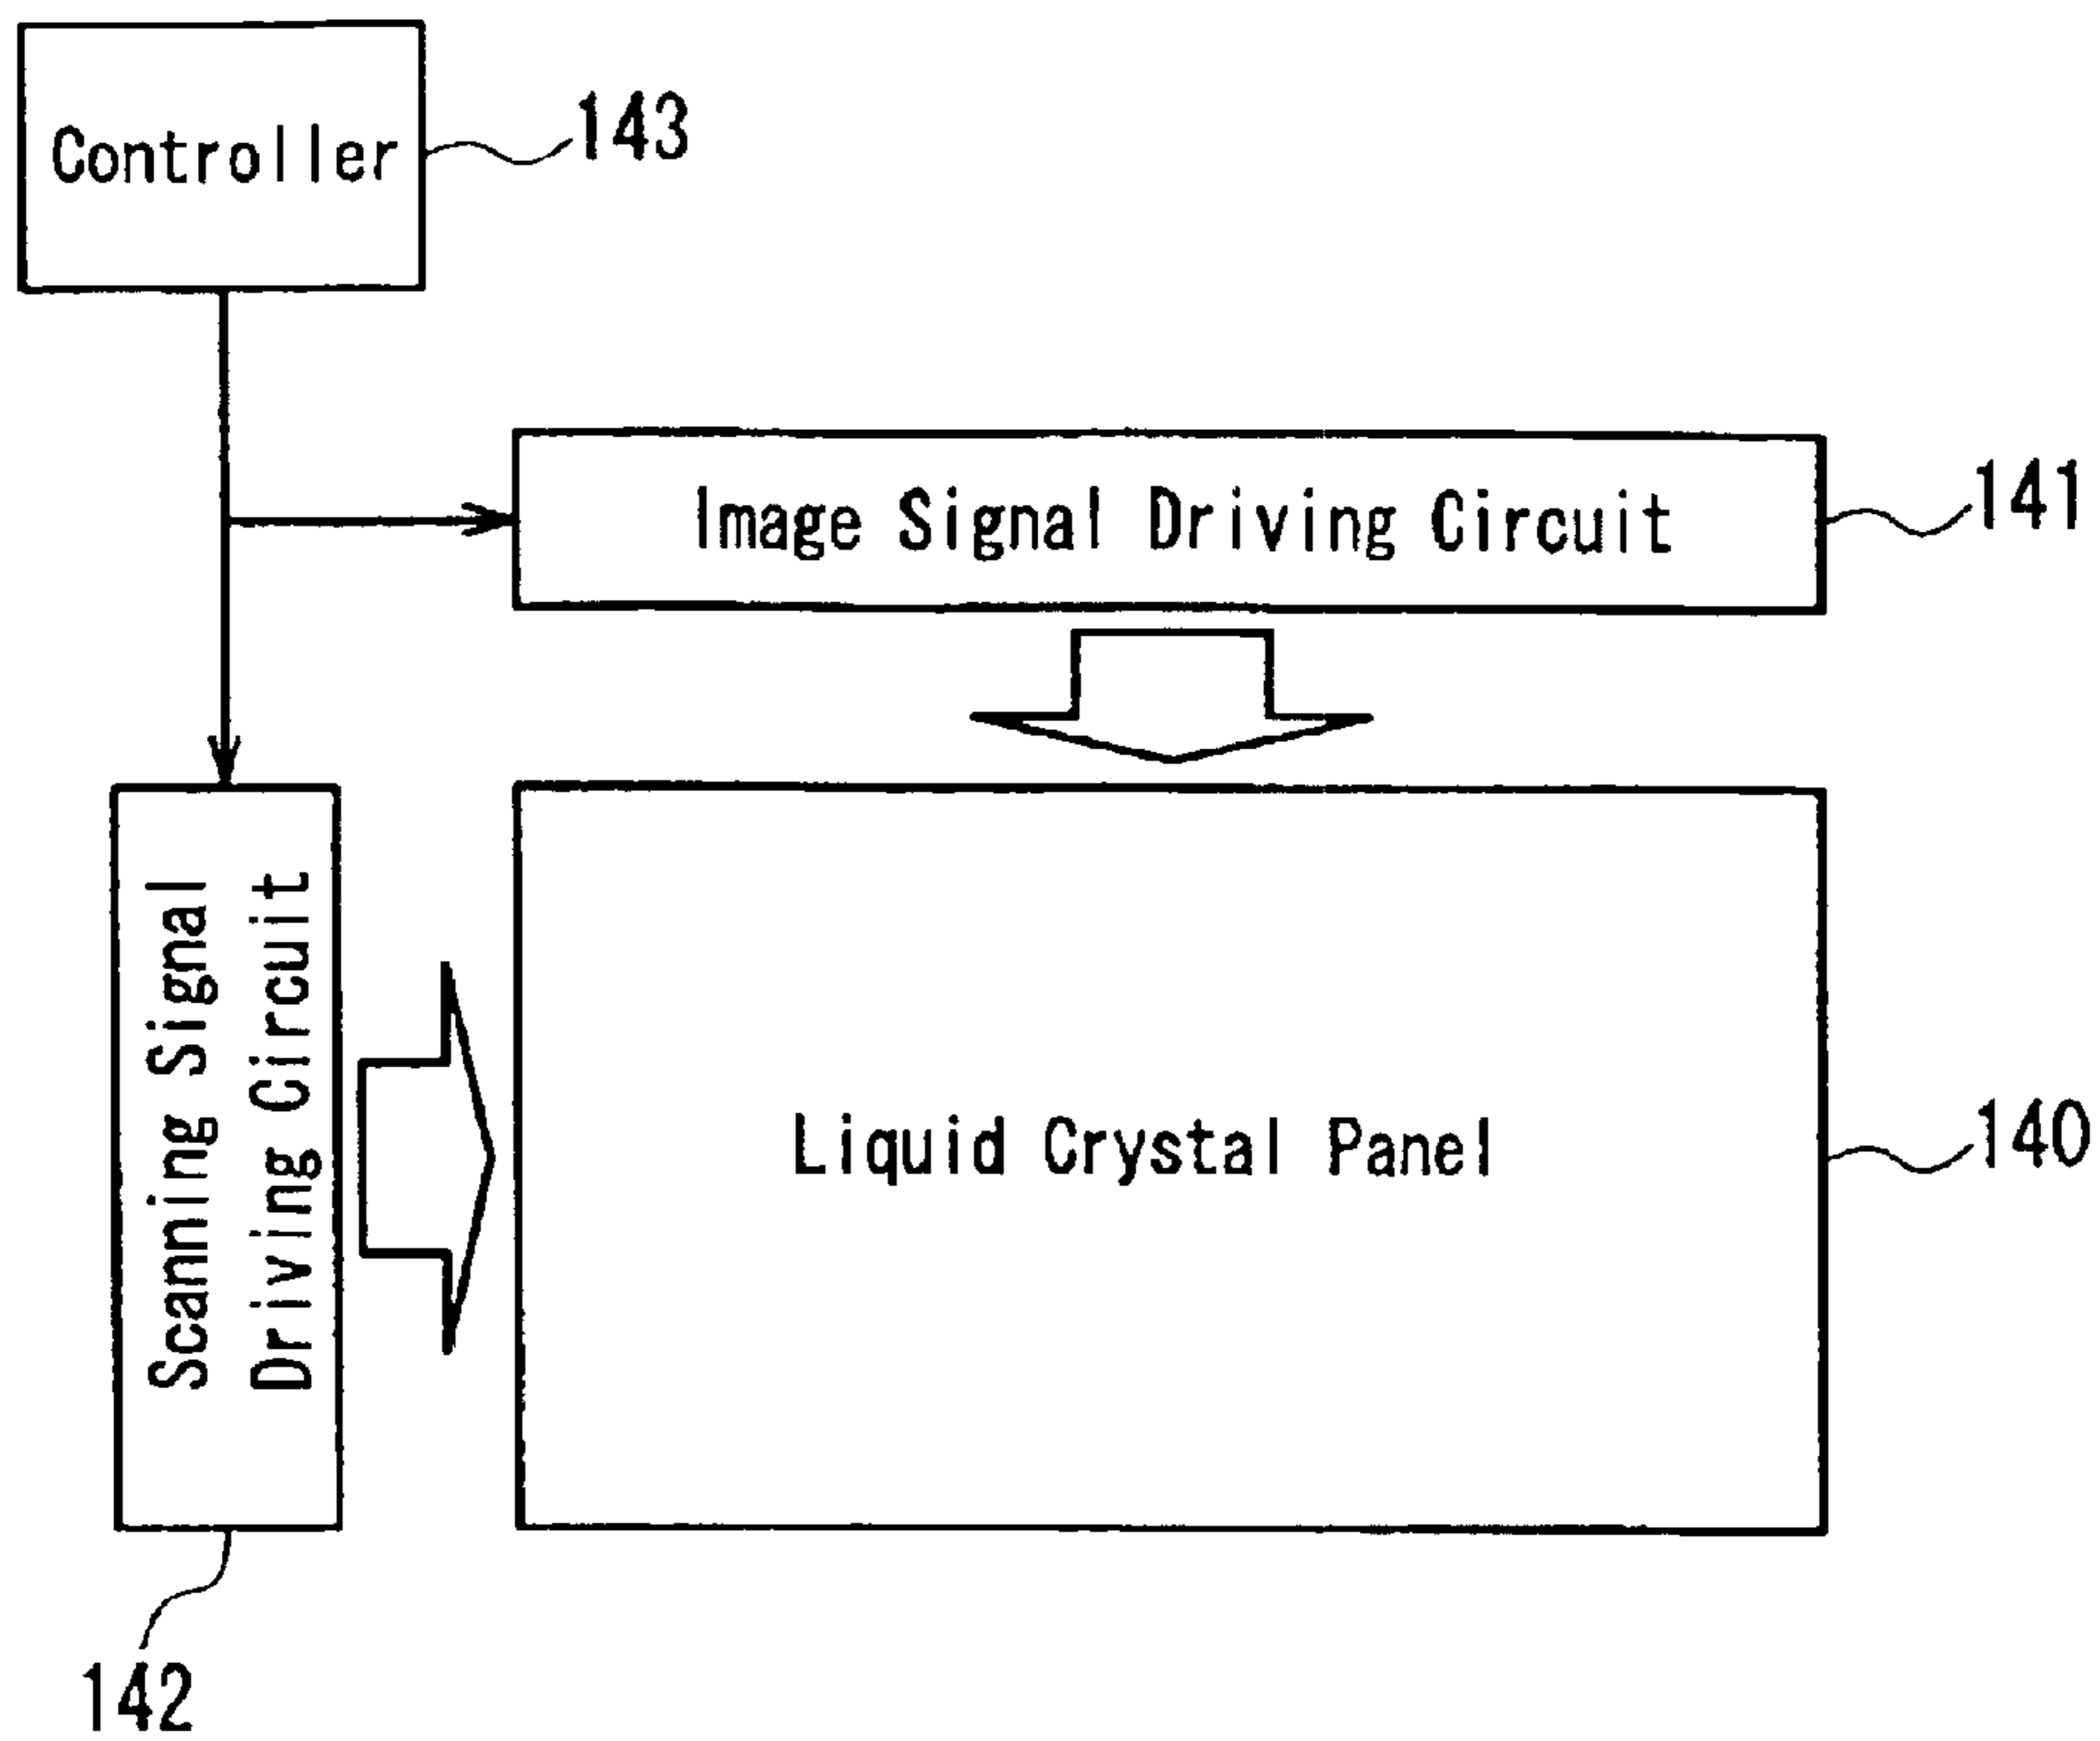 Controller
143
Image Signal Driving Circuit
141
Scanning Signal
Driving Circuit
Liquid Crystal Panel
140
142